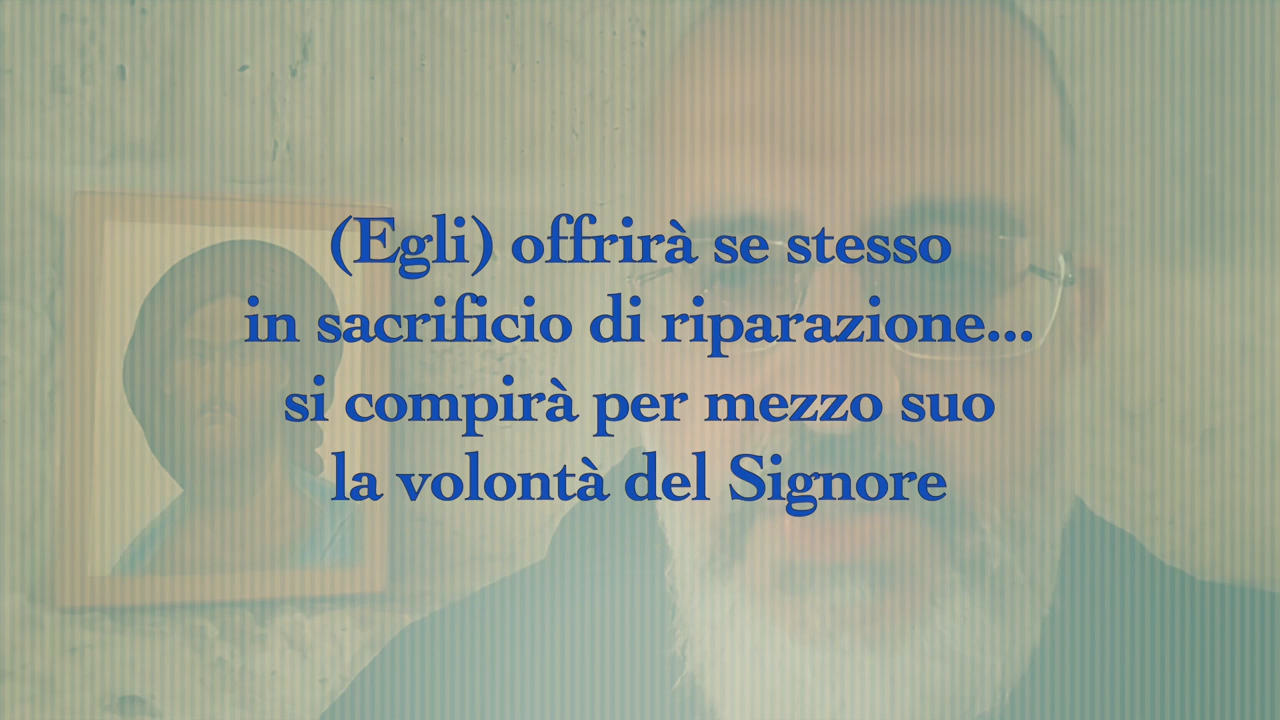 (Egli) offrirà se stesso
in sacrificio di riparazione...
si compirà per mezzo suo
la volontà del Signore